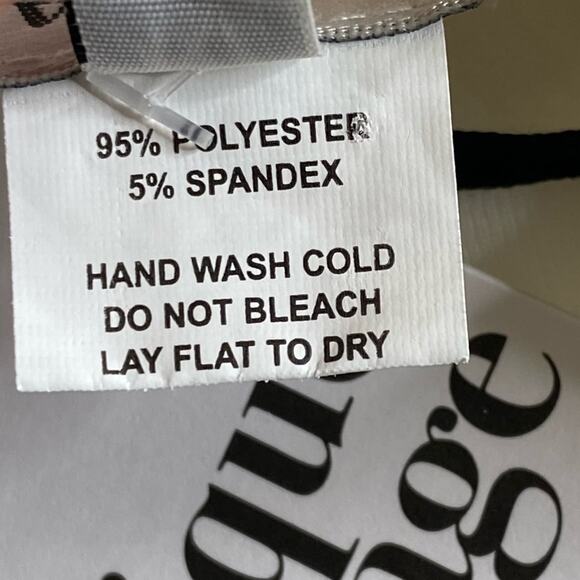 95% POLYESTER
5% SPANDEX
HAND WASH COLD
DO NOT BLEACH
LAY FLAT TO DRY